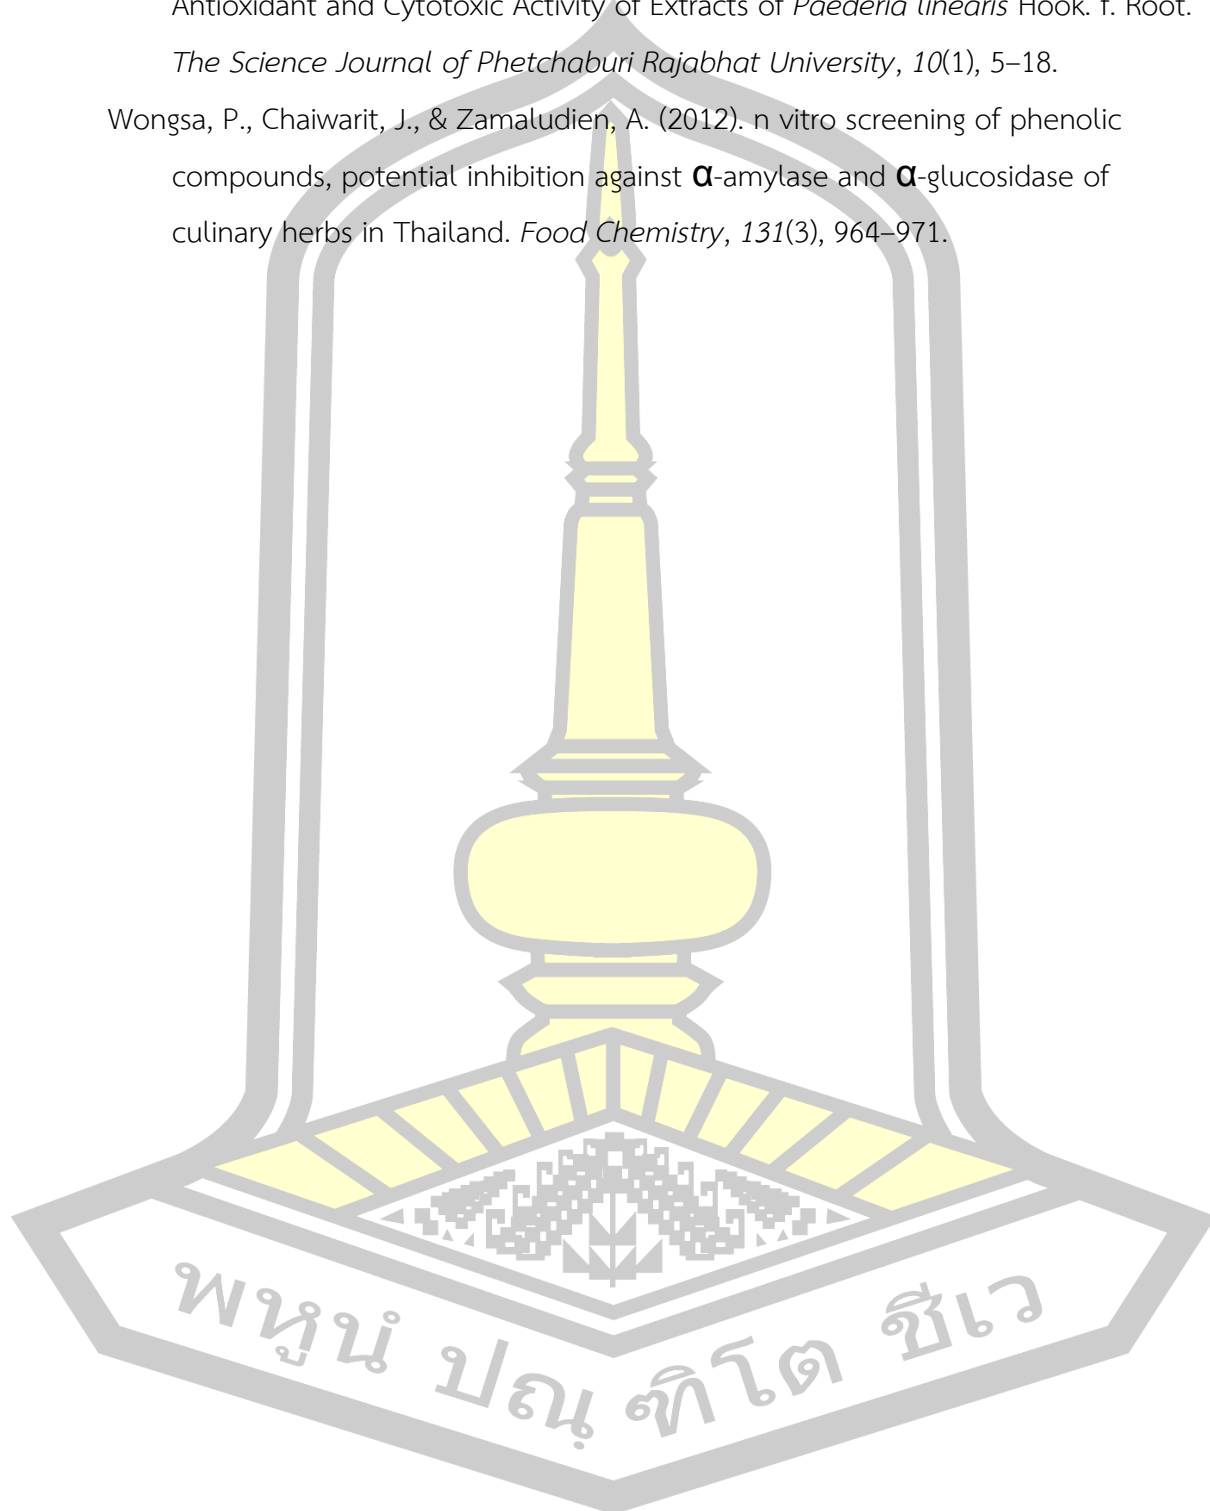 Antioxidant and Cytotoxic Activity of Extracts of Paederia linearis Hook. f. Root.
The Science Journal of Phetchaburi Rajabhat University, 10(1), 5–18.
Wongsa, P., Chaiwarit, J., & Zamaludien, A. (2012). n vitro screening of phenolic
compounds, potential inhibition against α-amylase and α-glucosidase of
culinary herbs in Thailand. Food Chemistry, 131(3), 964–971.
พหูนํ ปณฺฑิโต ชีเว